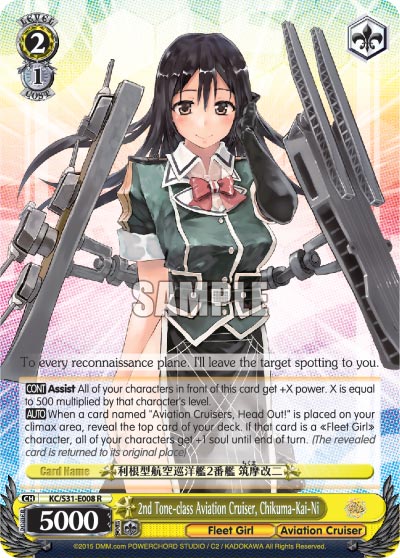 LEVEL
2
1
COST
SAMPLE
To every reconnaissance plane. I'll leave the target spotting to you.
CONT Assist All of your characters in front of this card get +X power. X is equal
to 500 multiplied by that character's level.
AUTO When a card named "Aviation Cruisers, Head Out!" is placed on
your climax area, reveal the top card of your deck. If that card is a «Fleet Girl»
character, all of your characters get +1 soul until end of turn. (The revealed
card is returned to its original place)
Card Name 利根型航空巡洋艦2番艦 筑摩改二
ちくま
CH KC/S31-E008 R 2nd Tone-class Aviation Cruiser, Chikuma-Kai-Ni
5000
Fleet Girl Aviation Cruiser
©2015 DMM.com POWERCHORD STUDIO / C2 / KADOKAWA All Rights Reserved.